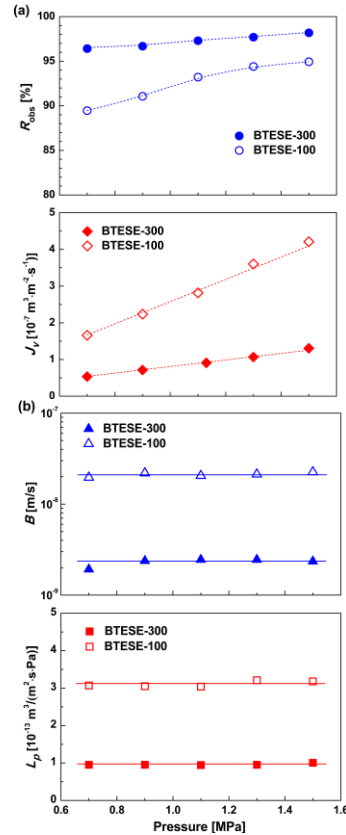 (a)
100
95
90
85
80
R_obs [%]
BTESE-300
BTESE-100
5
4
3
2
1
0
J_v [10⁻⁷ m³·m⁻²·s⁻¹)]
BTESE-300
BTESE-100
(b)
10⁻⁷
10⁻⁸
10⁻⁹
B [m/s]
BTESE-300
BTESE-100
5
4
3
2
1
0
L_p [10⁻¹³ m³/(m²·s·Pa)]
BTESE-300
BTESE-100
0.6 0.8 1.0 1.2 1.4 1.6
Pressure [MPa]